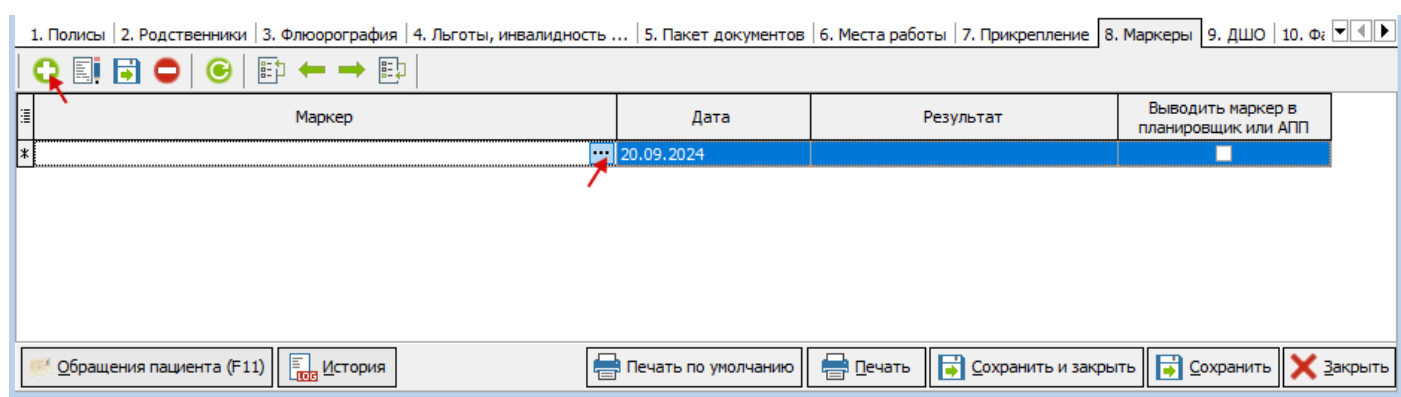 1. Полисы 2. Родственники 3. Флюорография 4. Льготы, инвалидность ... 5. Пакет документов 6. Места работы 7. Прикрепление 8. Маркеры 9. ДШО 10.
Маркер Дата Результат Выводить маркер в
планировщик или АПП
* ... 20.09.2024
Обращения пациента (F11) LOG История Печать по умолчанию Печать Сохранить и закрыть Сохранить Закрыть